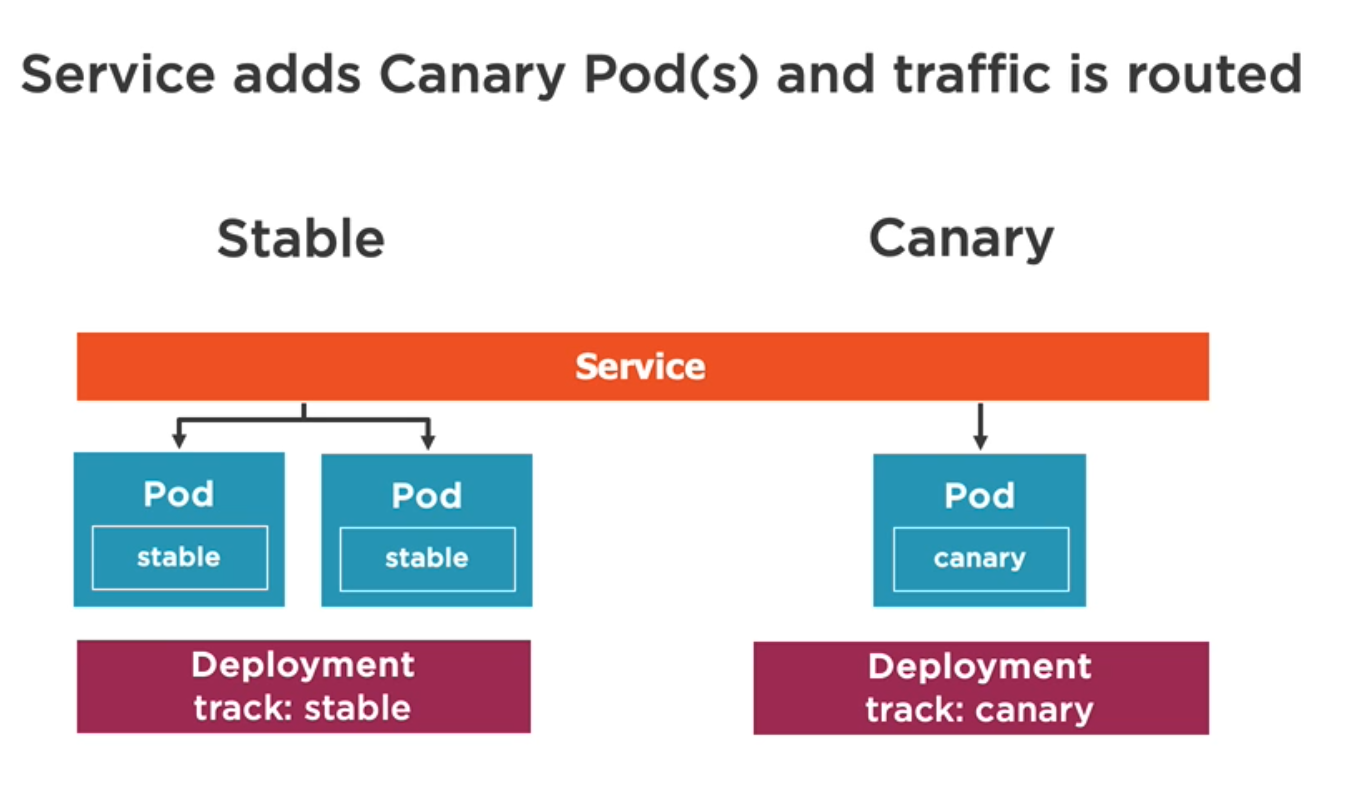 Service adds Canary Pod(s) and traffic is routed
Stable
Canary
Service
Pod
stable
Pod
stable
Pod
canary
Deployment
track: stable
Deployment
track: canary